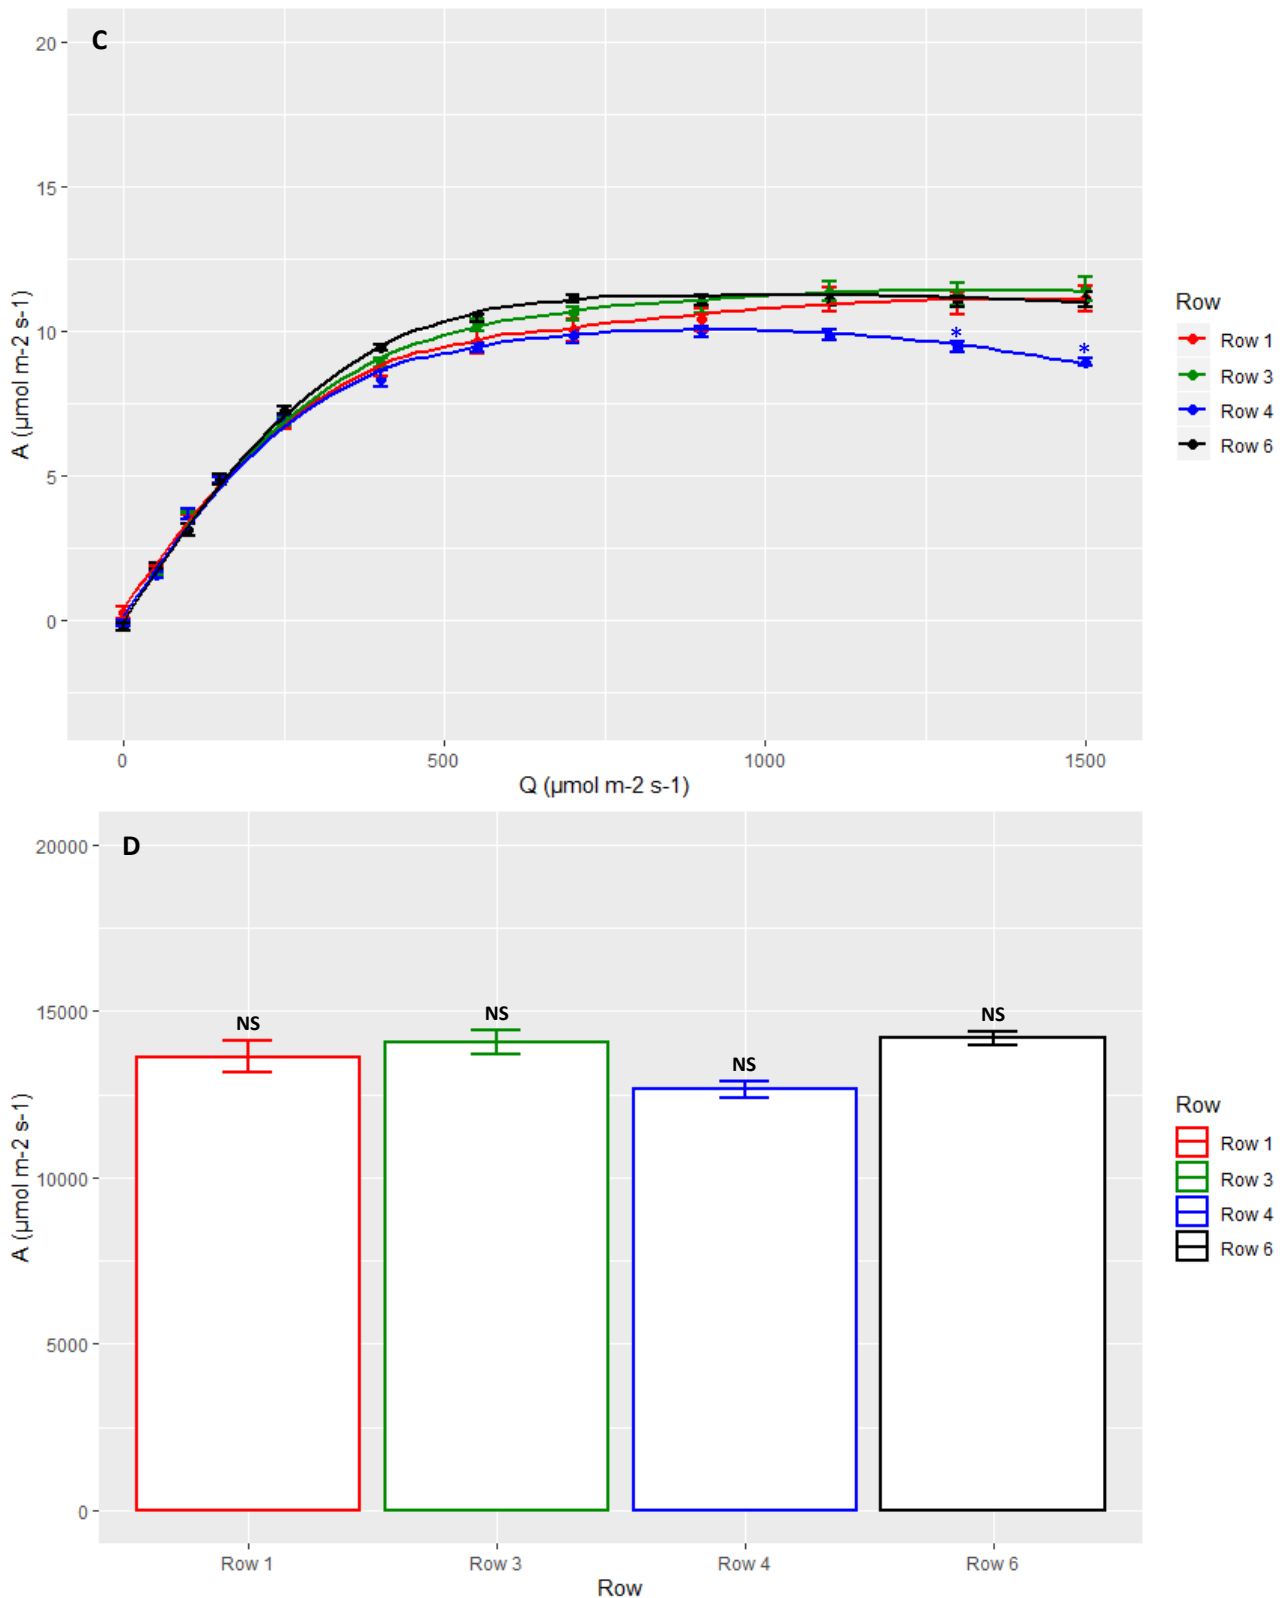 C
20
15
10
5
0
A (µmol m-2 s-1)
* *
0 500 1000 1500
Q (µmol m-2 s-1)
Row
Row 1
Row 3
Row 4
Row 6
D
20000
15000
10000
5000
0
A (µmol m-2 s-1)
NS NS NS NS
Row 1 Row 3 Row 4 Row 6
Row
Row
Row 1
Row 3
Row 4
Row 6